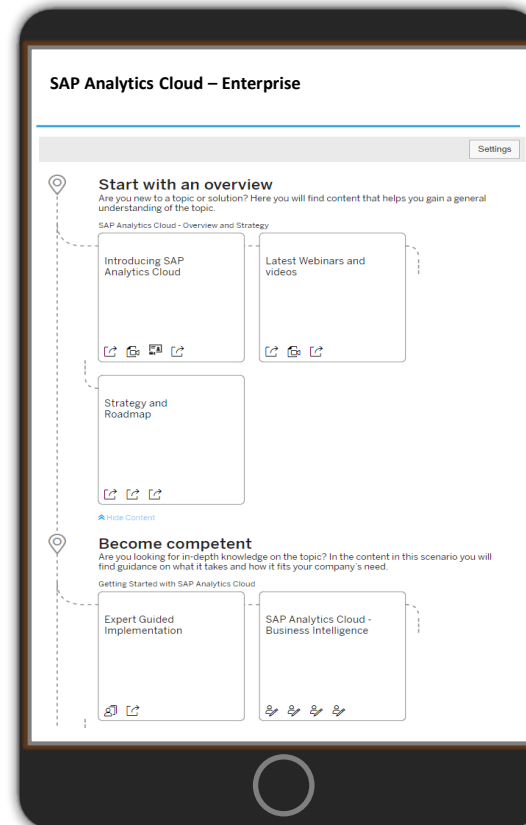 SAP Analytics Cloud – Enterprise
Settings
Start with an overview
Are you new to a topic or solution? Here you will find content that helps you gain a general
understanding of the topic.
SAP Analytics Cloud - Overview and Strategy
Introducing SAP
Analytics Cloud
Latest Webinars and
videos
Strategy and
Roadmap
Hide Content
Become competent
Are you looking for in-depth knowledge on the topic? In the content in this scenario you will
find guidance on what it takes and how it fits your company's need.
Getting Started with SAP Analytics Cloud
Expert Guided
Implementation
SAP Analytics Cloud -
Business Intelligence